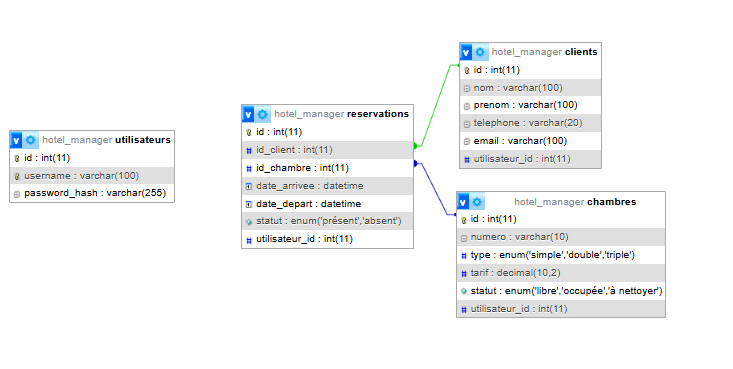 hotel_manager utilisateurs
id : int(11)
username : varchar(100)
password_hash : varchar(255)
hotel_manager reservations
id : int(11)
id_client : int(11)
id_chambre : int(11)
date_arrivee : datetime
date_depart : datetime
statut : enum('présent','absent')
utilisateur_id : int(11)
hotel_manager clients
id : int(11)
nom : varchar(100)
prenom : varchar(100)
telephone : varchar(20)
email : varchar(100)
utilisateur_id : int(11)
hotel_manager chambres
id : int(11)
numero : varchar(10)
type : enum('simple','double','triple')
tarif : decimal(10,2)
statut : enum('libre','occupée','à nettoyer')
utilisateur_id : int(11)